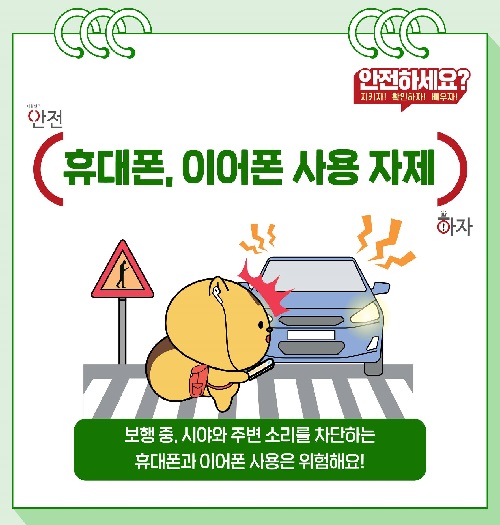 안전하세요?
지키자! 확인하자! 배우자!
안전
휴대폰, 이어폰 사용 자제
하자
보행 중, 시야와 주변 소리를 차단하는
휴대폰과 이어폰 사용은 위험해요!